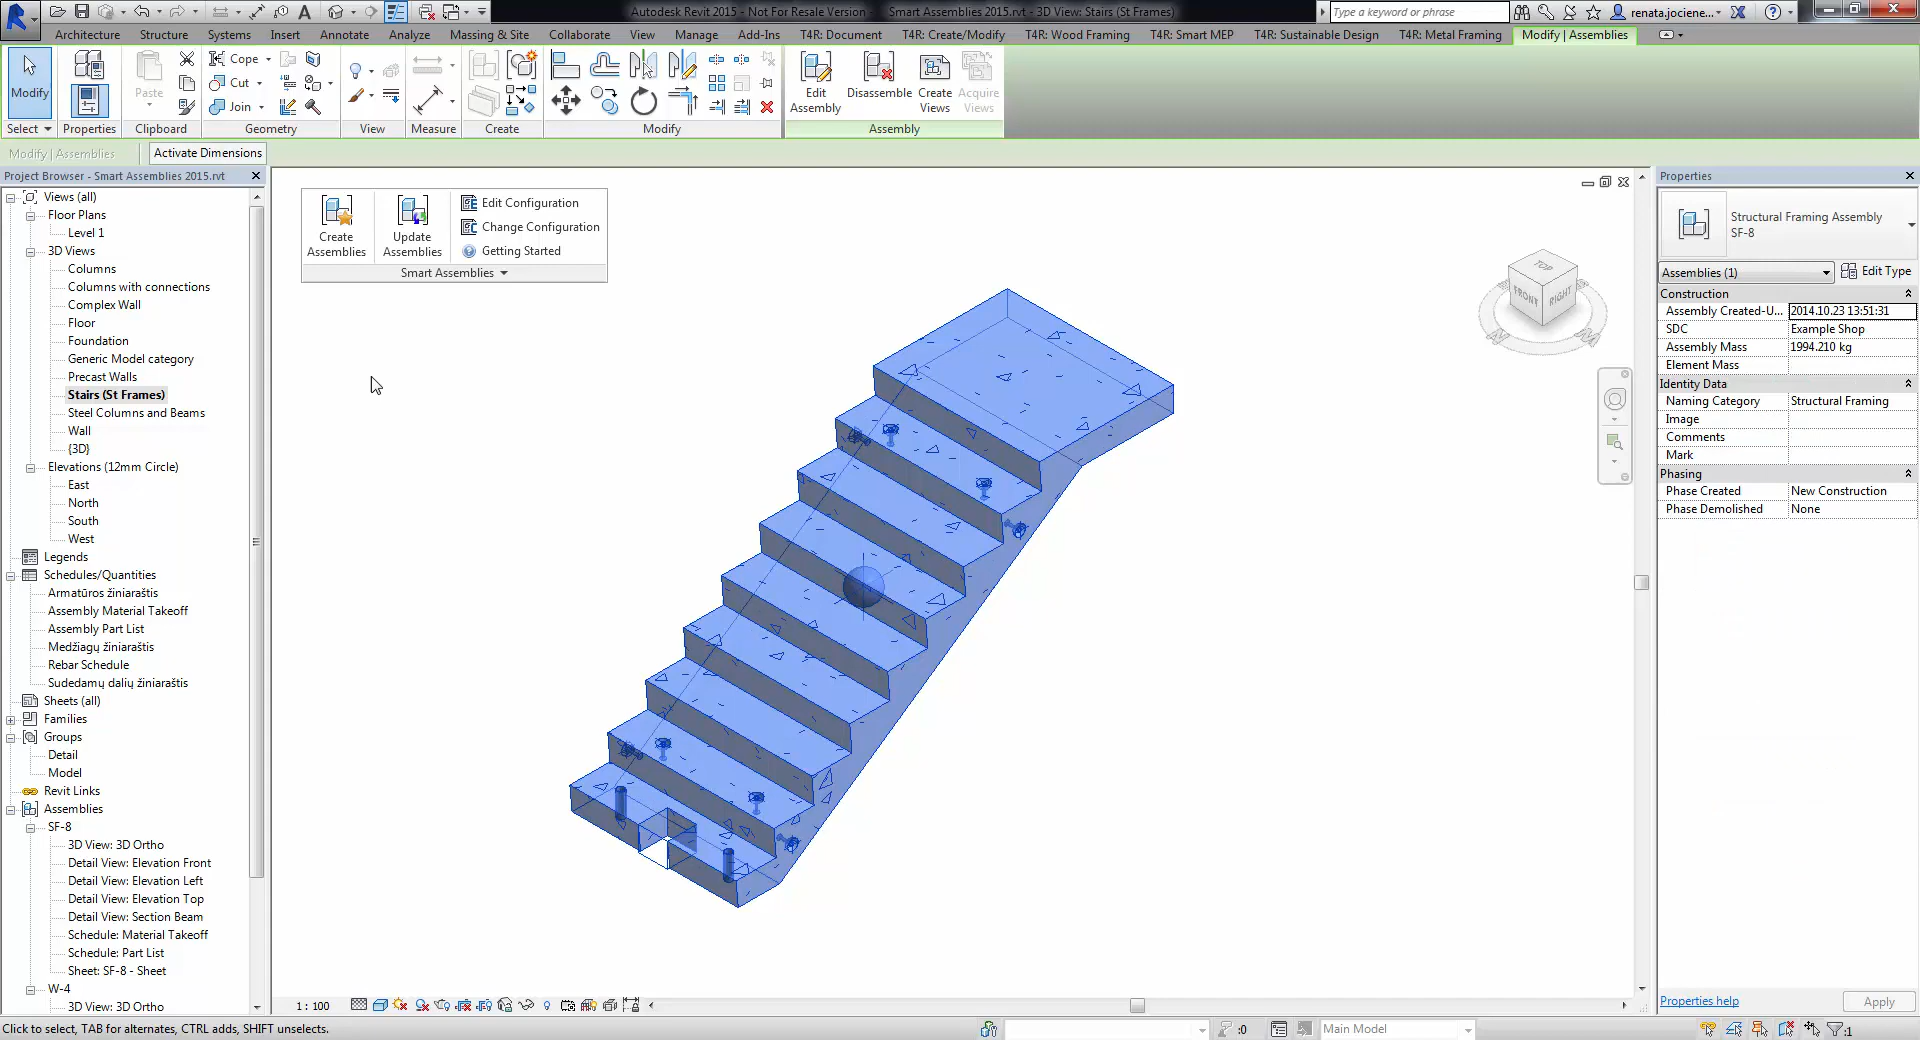 Autodesk Revit 2015 - Not For Resale Version - Smart Assemblies 2015.rvt - 3D View: Stairs (St Frames)
Type a keyword or phrase
renata.jociene...
Architecture Structure Systems Insert Annotate Analyze Massing & Site Collaborate View Manage Add-Ins T4R: Document T4R: Create/Modify T4R: Wood Framing T4R: Smart MEP T4R: Sustainable Design T4R: Metal Framing Modify | Assemblies
Modify
Paste
Cope
Cut
Join
Edit Assembly
Disassemble
Create Views
Acquire Views
Select Properties Clipboard Geometry View Measure Create Modify Assembly
Modify | Assemblies Activate Dimensions
Project Browser - Smart Assemblies 2015.rvt
Views (all)
Floor Plans
Level 1
3D Views
Columns
Columns with connections
Complex Wall
Floor
Foundation
Generic Model category
Precast Walls
Stairs (St Frames)
Steel Columns and Beams
Wall
{3D}
Elevations (12mm Circle)
East
North
South
West
Legends
Schedules/Quantities
Armatūros žiniaraštis
Assembly Material Takeoff
Assembly Part List
Medžiagų žiniaraštis
Rebar Schedule
Sudedamų dalių žiniaraštis
Sheets (all)
Families
Groups
Detail
Model
Revit Links
Assemblies
SF-8
3D View: 3D Ortho
Detail View: Elevation Front
Detail View: Elevation Left
Detail View: Elevation Top
Detail View: Section Beam
Schedule: Material Takeoff
Schedule: Part List
Sheet: SF-8 - Sheet
W-4
3D View: 3D Ortho
Create Assemblies
Update Assemblies
Edit Configuration
Change Configuration
Getting Started
Smart Assemblies
TOP
FRONT
RIGHT
Properties
Structural Framing Assembly
SF-8
Assemblies (1) Edit Type
Construction
Assembly Created-U... 2014.10.23 13:51:31
SDC Example Shop
Assembly Mass 1994.210 kg
Element Mass
Identity Data
Naming Category Structural Framing
Image
Comments
Mark
Phasing
Phase Created New Construction
Phase Demolished None
Properties help Apply
1 : 100
Click to select, TAB for alternates, CTRL adds, SHIFT unselects.
:0
Main Model
:1